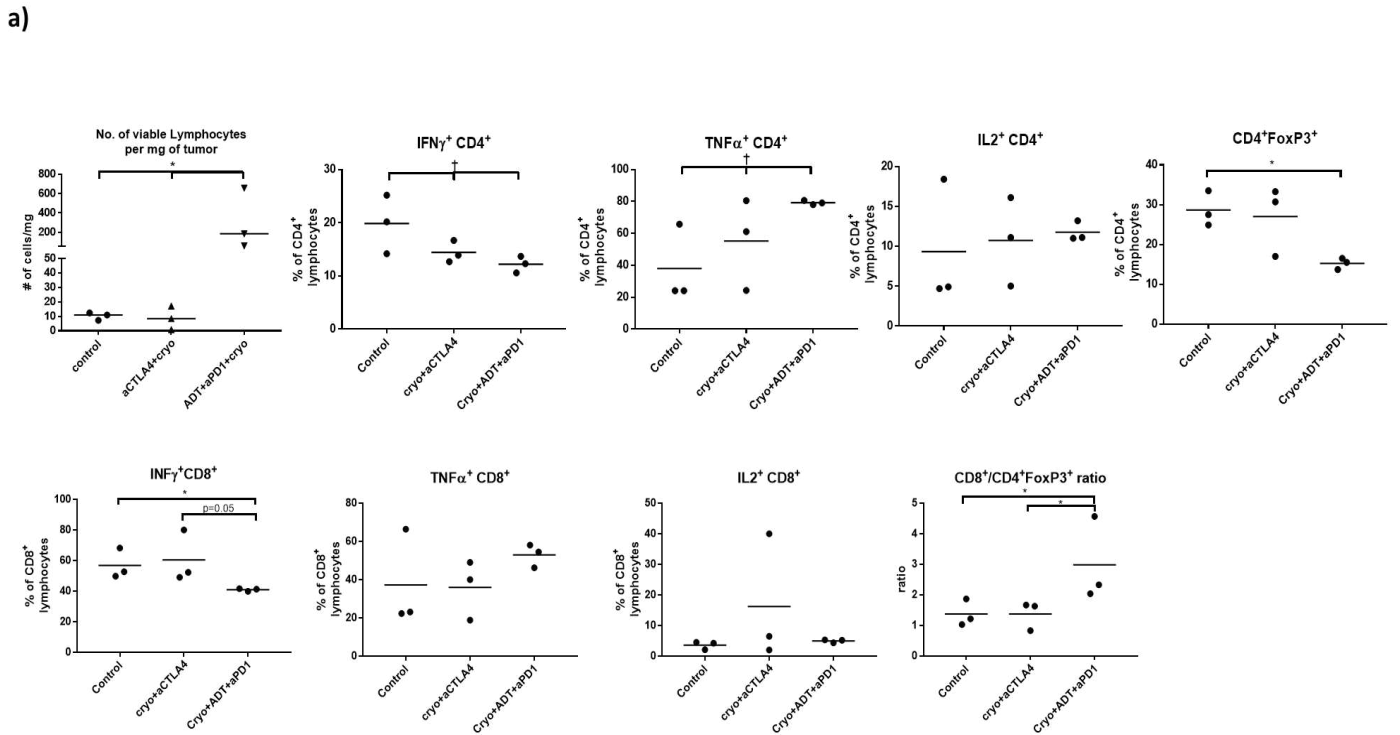 a)
No. of viable Lymphocytes
per mg of tumor
*
800
600
400
200
50
40
30
20
10
0
# of cells/mg
control
aCTLA4+cryo
ADT+aPD1+cryo
IFNγ⁺ CD4⁺
†
30
20
10
0
% of CD4⁺
lymphocytes
Control
cryo+aCTLA4
Cryo+ADT+aPD1
TNFα⁺ CD4⁺
†
100
80
60
40
20
0
% of CD4⁺
lymphocytes
Control
cryo+aCTLA4
Cryo+ADT+aPD1
IL2⁺ CD4⁺
20
15
10
5
0
% of CD4⁺
lymphocytes
Control
cryo+aCTLA4
Cryo+ADT+aPD1
CD4⁺FoxP3⁺
*
40
30
20
10
0
% of CD4⁺
lymphocytes
Control
cryo+aCTLA4
Cryo+ADT+aPD1
INFγ⁺CD8⁺
*
p=0.05
100
80
60
40
20
0
% of CD8⁺
lymphocytes
Control
cryo+aCTLA4
Cryo+ADT+aPD1
TNFα⁺ CD8⁺
80
60
40
20
0
% of CD8⁺
lymphocytes
Control
cryo+aCTLA4
Cryo+ADT+aPD1
IL2⁺ CD8⁺
50
40
30
20
10
0
% of CD8⁺
lymphocytes
Control
cryo+aCTLA4
Cryo+ADT+aPD1
CD8⁺/CD4⁺FoxP3⁺ ratio
*
*
5
4
3
2
1
0
ratio
Control
cryo+aCTLA4
Cryo+ADT+aPD1